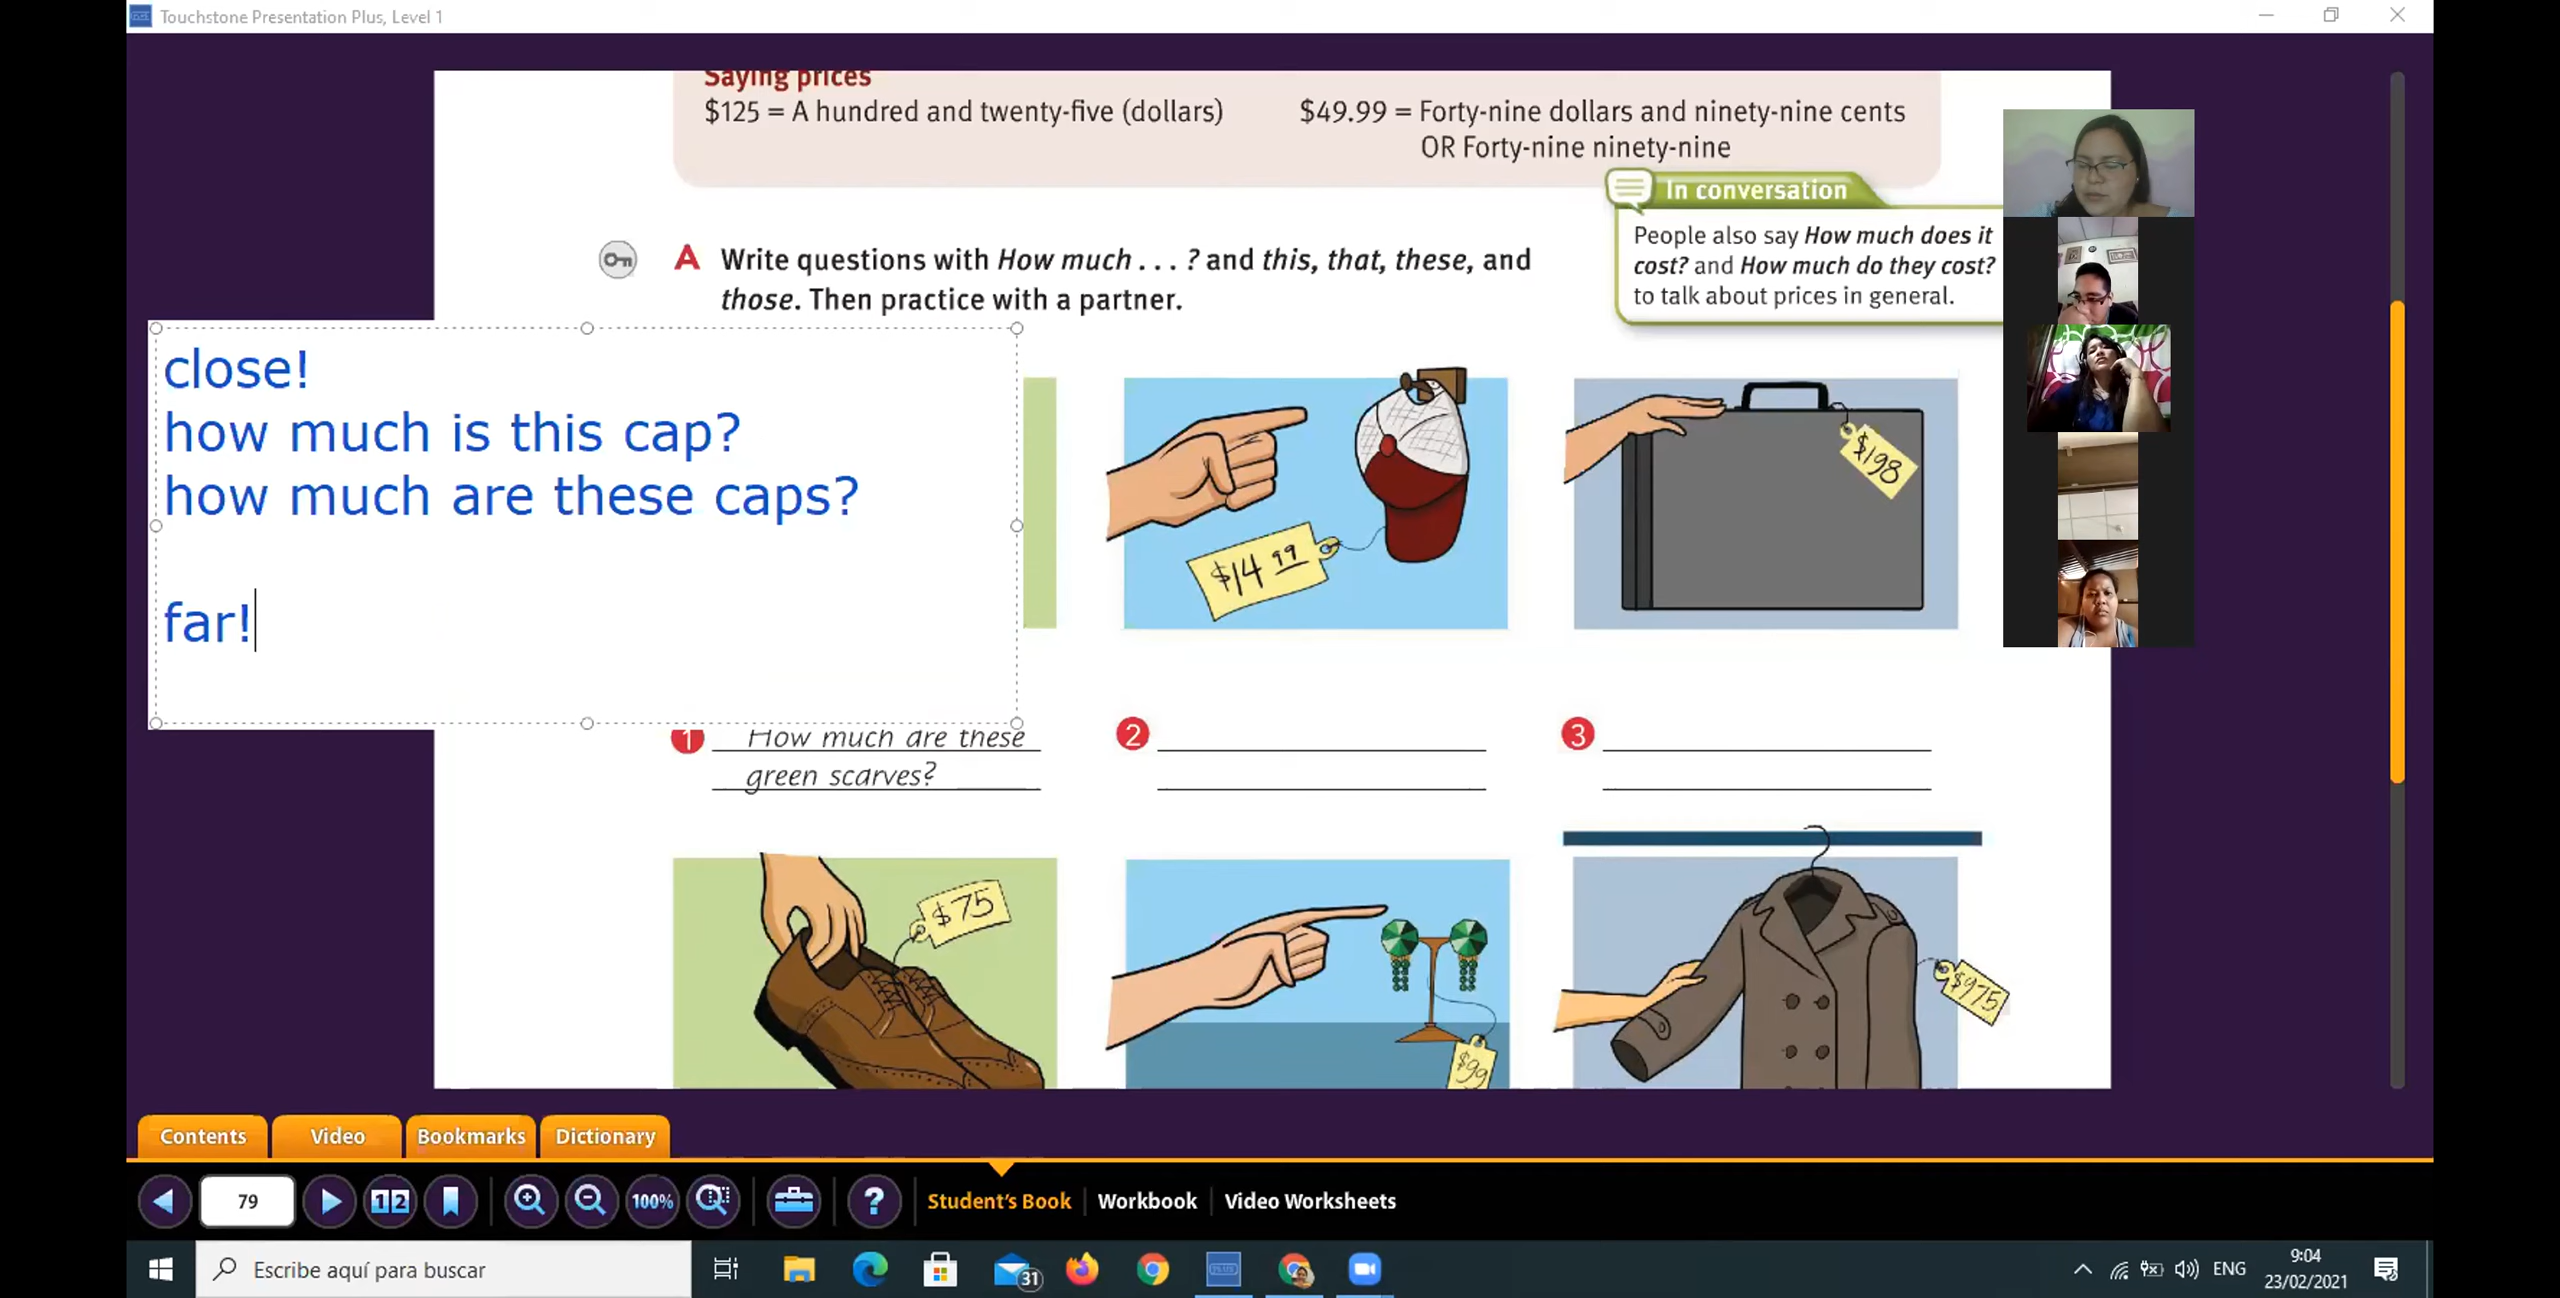 Touchstone Presentation Plus, Level 1
Saying prices
$125 = A hundred and twenty-five (dollars)
$49.99 = Forty-nine dollars and ninety-nine cents
OR Forty-nine ninety-nine
In conversation
People also say How much does it
cost? and How much do they cost?
to talk about prices in general.
A Write questions with How much . . . ? and this, that, these, and
those. Then practice with a partner.
close!
how much is this cap?
how much are these caps?
far!
$14 99
$198
1 How much are these
green scarves?
2
3
$75
$99
$975
Contents
Video
Bookmarks
Dictionary
79
12
100%
?
Student's Book
Workbook
Video Worksheets
Escribe aquí para buscar
31
PLUS
ENG
9:04
23/02/2021